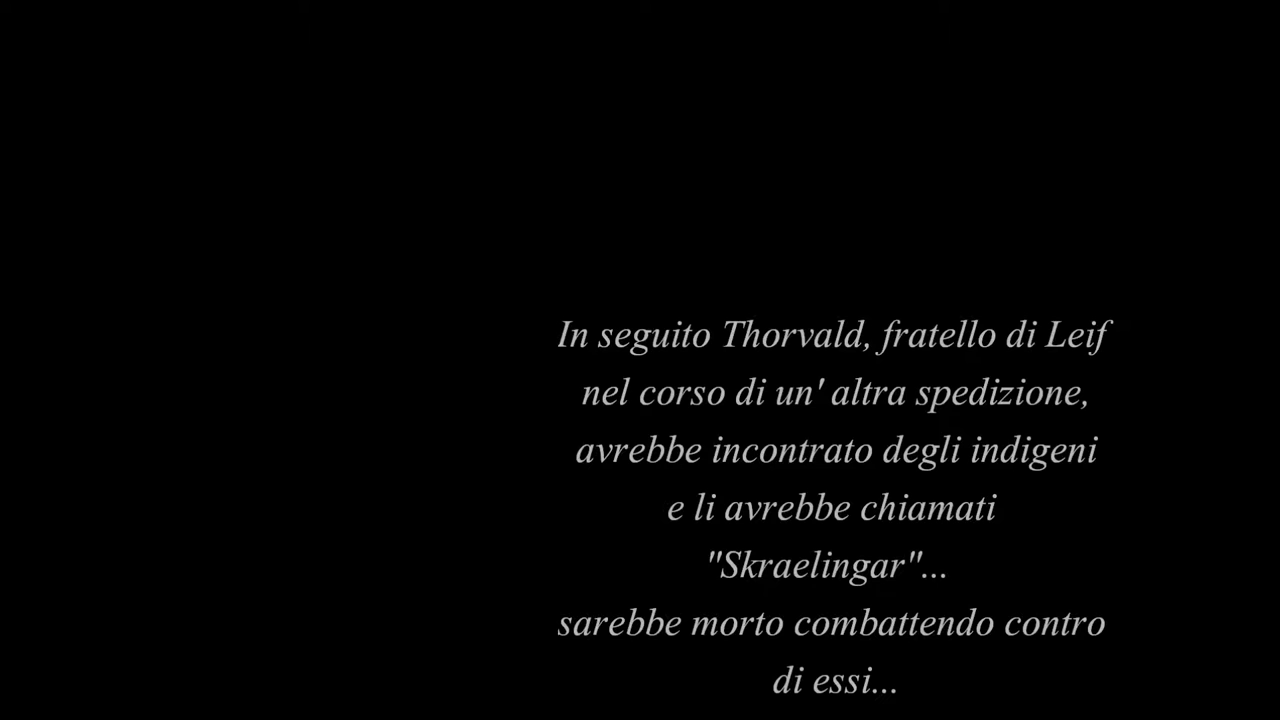 In seguito Thorvald, fratello di Leif
nel corso di un' altra spedizione,
avrebbe incontrato degli indigeni
e li avrebbe chiamati
"Skraelingar"...
sarebbe morto combattendo contro
di essi...